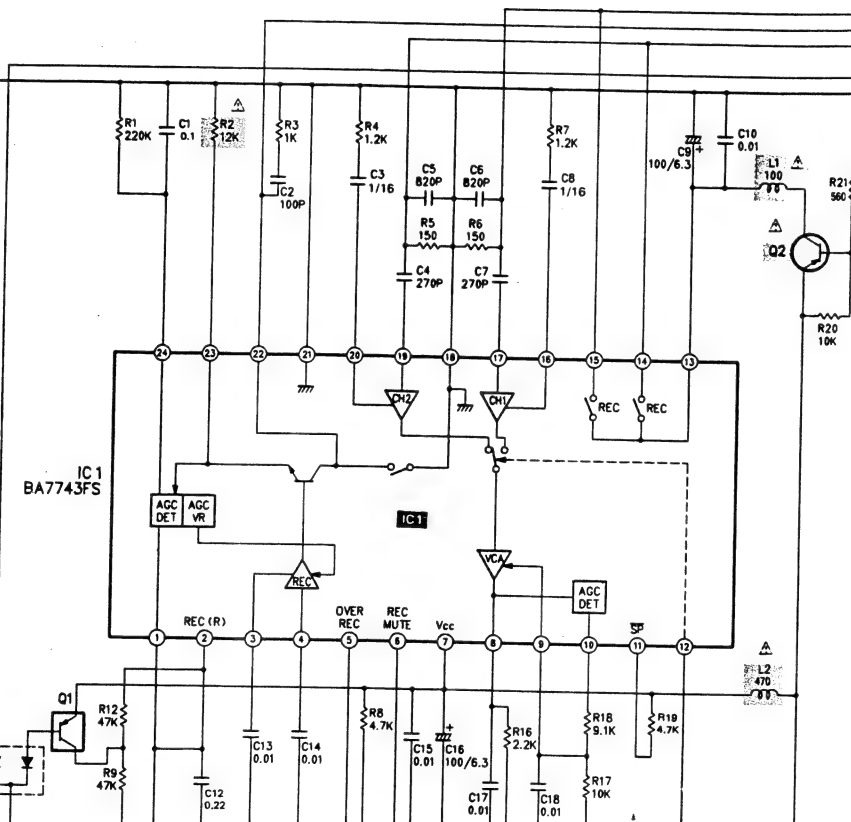 R1
220K
C1
0.1
R2
12K
R3
1K
C2
100P
R4
1.2K
C3
1/16
C5
820P
C6
820P
R5
150
R6
150
C4
270P
C7
270P
R7
1.2K
C8
1/16
C9
100/6.3
+
C10
0.01
L1
100
R21
560
Q2
R20
10K
24
23
22
21
20
19
18
17
16
15
14
13
CH2
CH1
REC
REC
IC1
BA7743FS
AGC
DET
AGC
VR
IC1
REC
VCA
AGC
DET
REC (R)
OVER
REC
REC
MUTE
Vcc
SP
1
2
3
4
5
6
7
8
9
10
11
12
L2
470
Q1
R12
47K
R9
47K
C12
0.22
C13
0.01
C14
0.01
R8
4.7K
C15
0.01
+
C16
100/6.3
R16
2.2K
C17
0.01
R18
9.1K
R17
10K
C18
0.01
R19
4.7K